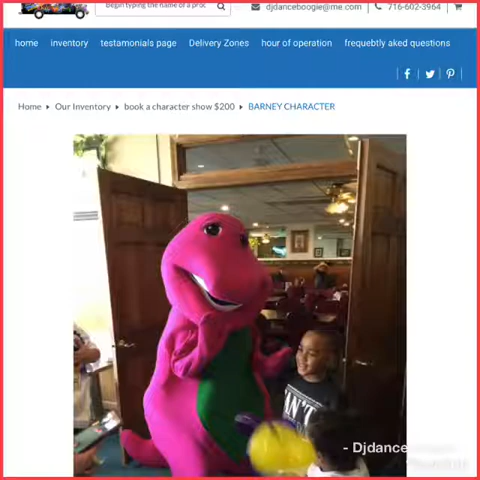 begin typing the name of a prod
djdanceboogie@me.com 716-602-3964
home inventory testamonials page Delivery Zones hour of operation frequebtly aked questions
Home ▸ Our Inventory ▸ book a character show $200 ▸ BARNEY CHARACTER
- Djdance